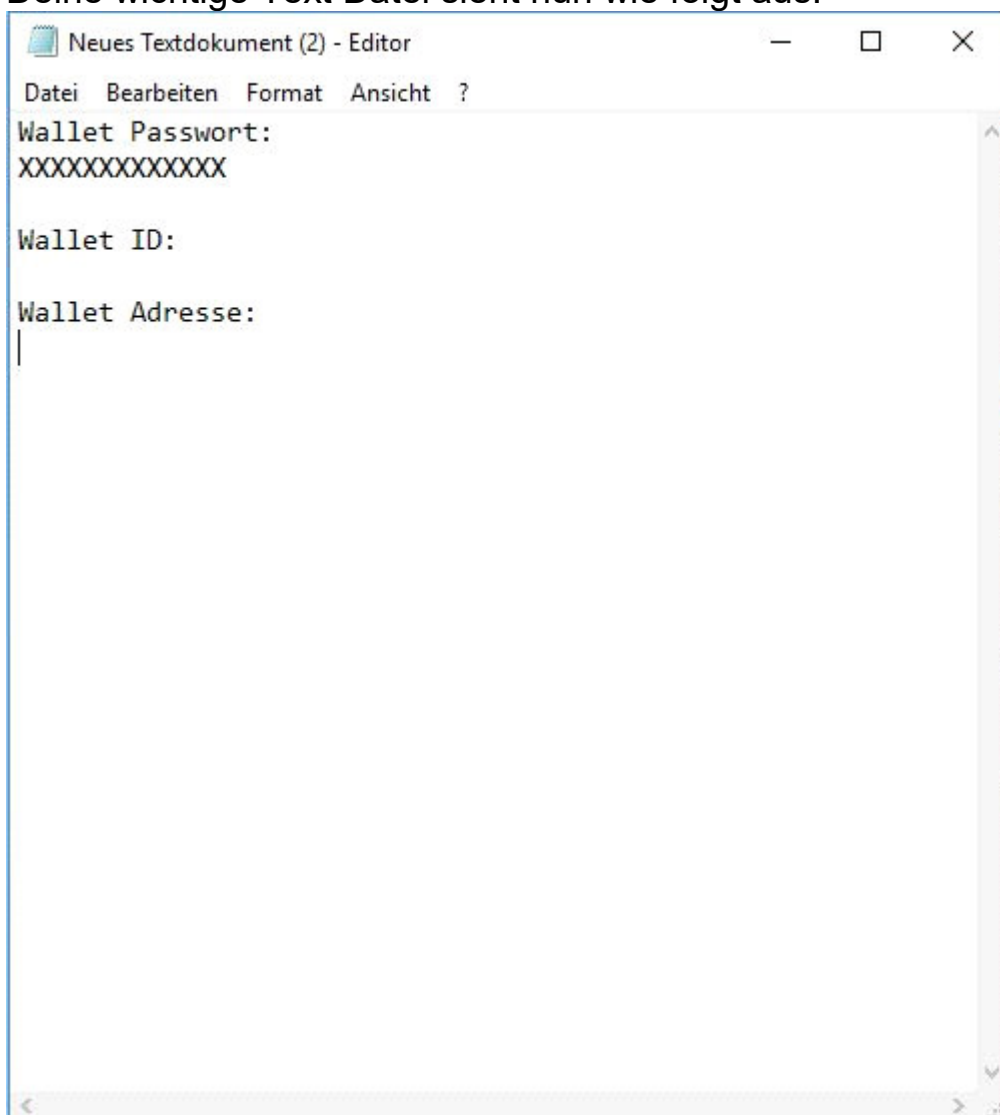 Deine wichtige Text Datei sieht nun wie folgt aus:
Neues Textdokument (2) - Editor
Datei Bearbeiten Format Ansicht ?
Wallet Passwort:
XXXXXXXXXXXXX
Wallet ID:
Wallet Adresse: